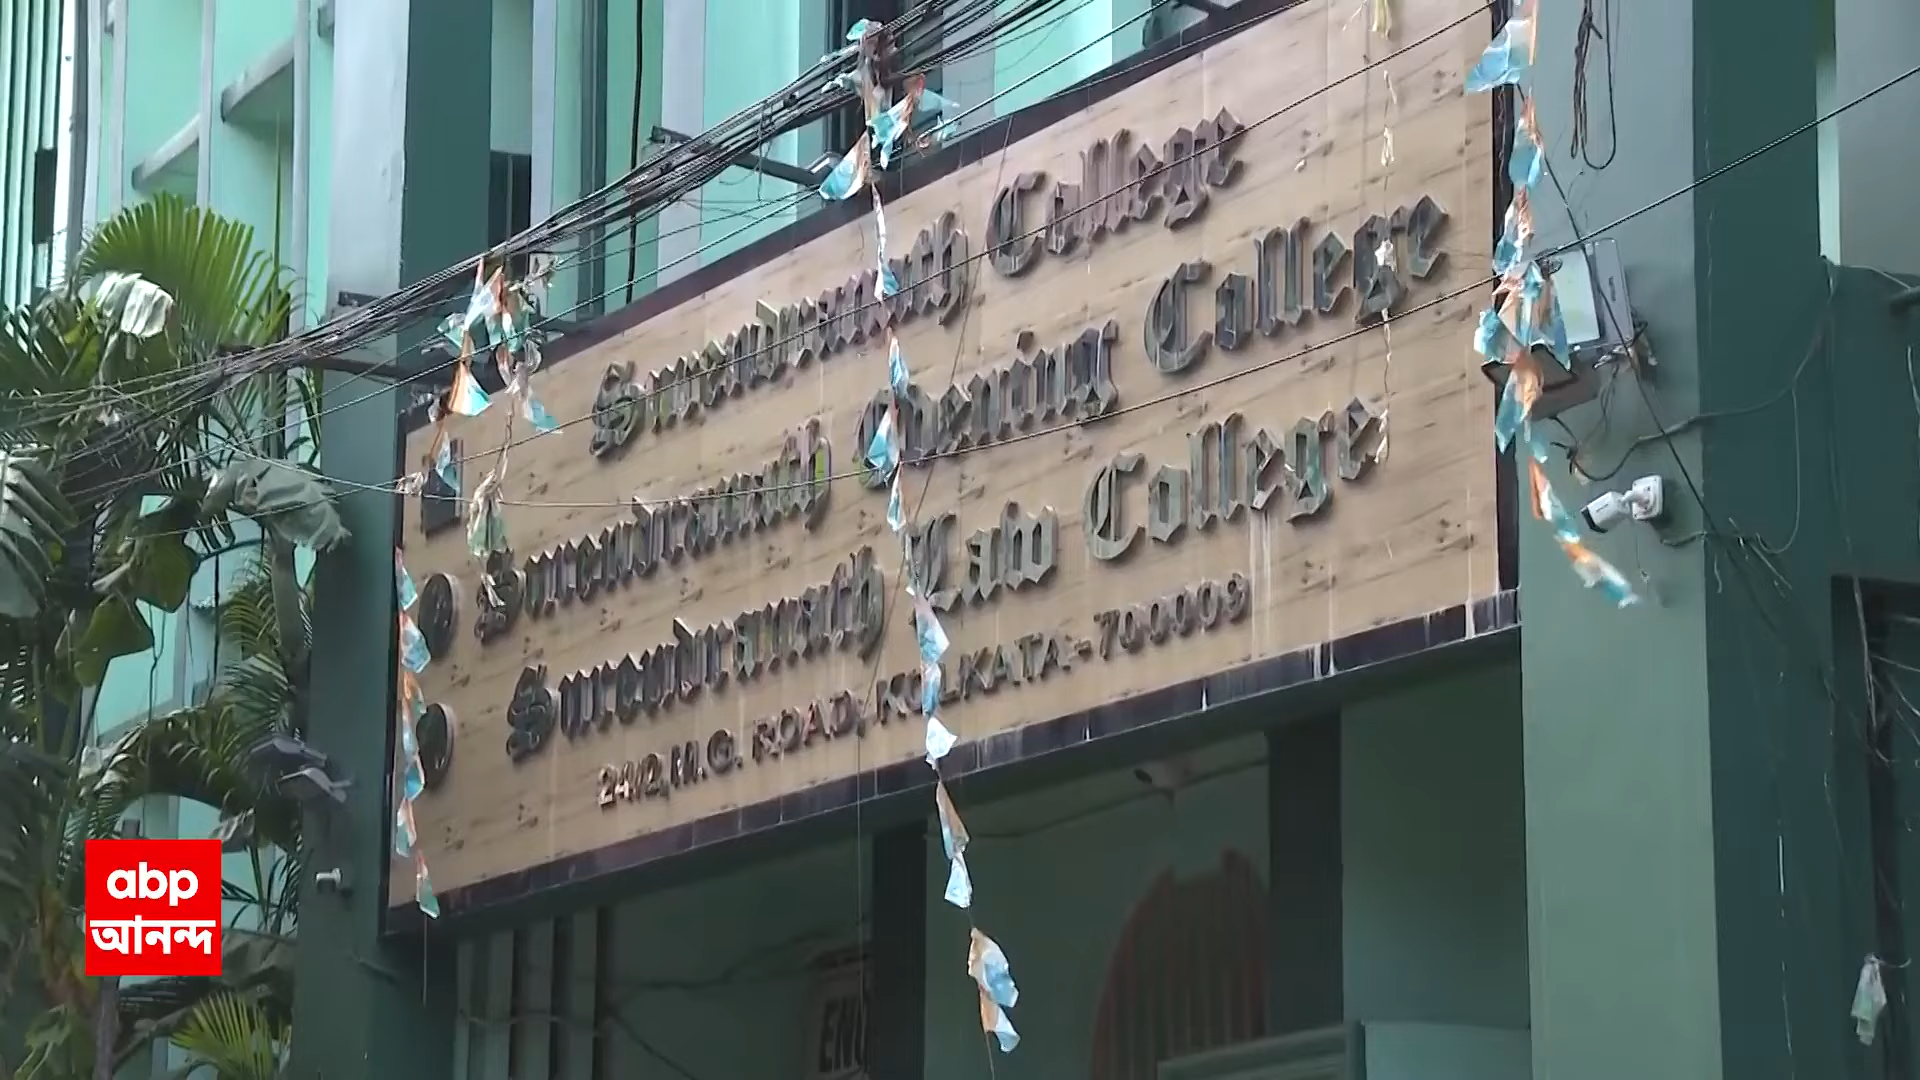 Surendranath College
Surendranath Evening College
Surendranath Law College
24/2, M.G. ROAD, KOLKATA:-700009
abp
আনন্দ